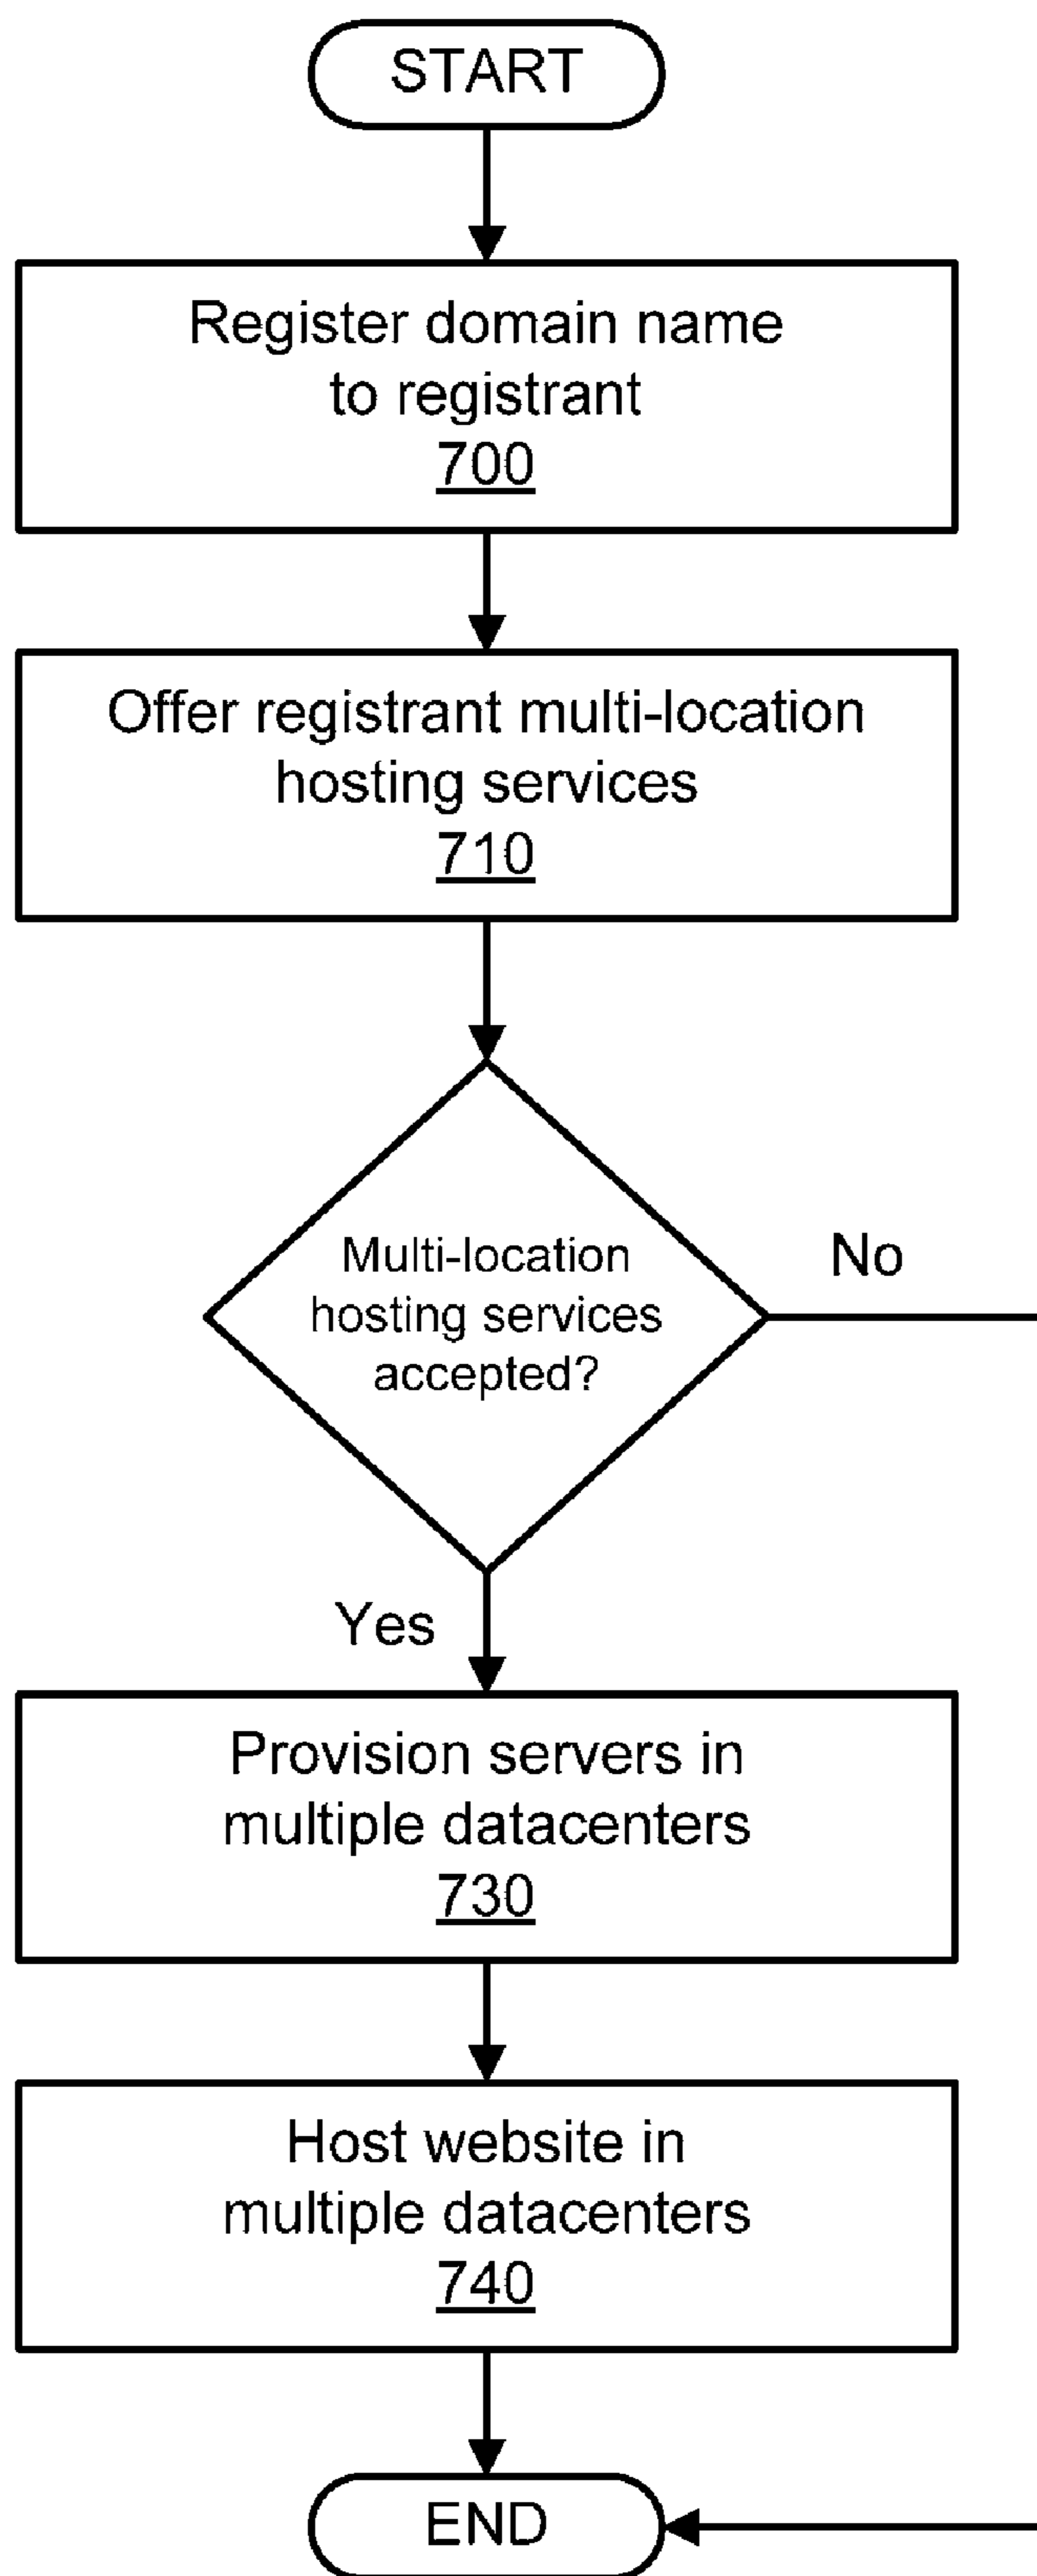 START
Register domain name
to registrant
700
Offer registrant multi-location
hosting services
710
Multi-location
hosting services
accepted?
No
Yes
Provision servers in
multiple datacenters
730
Host website in
multiple datacenters
740
END